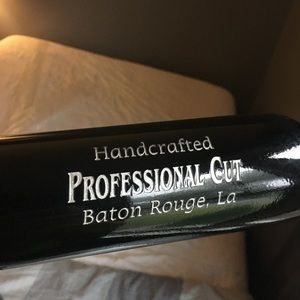 Handcrafted
PROFESSIONAL CUT
Baton Rouge, La